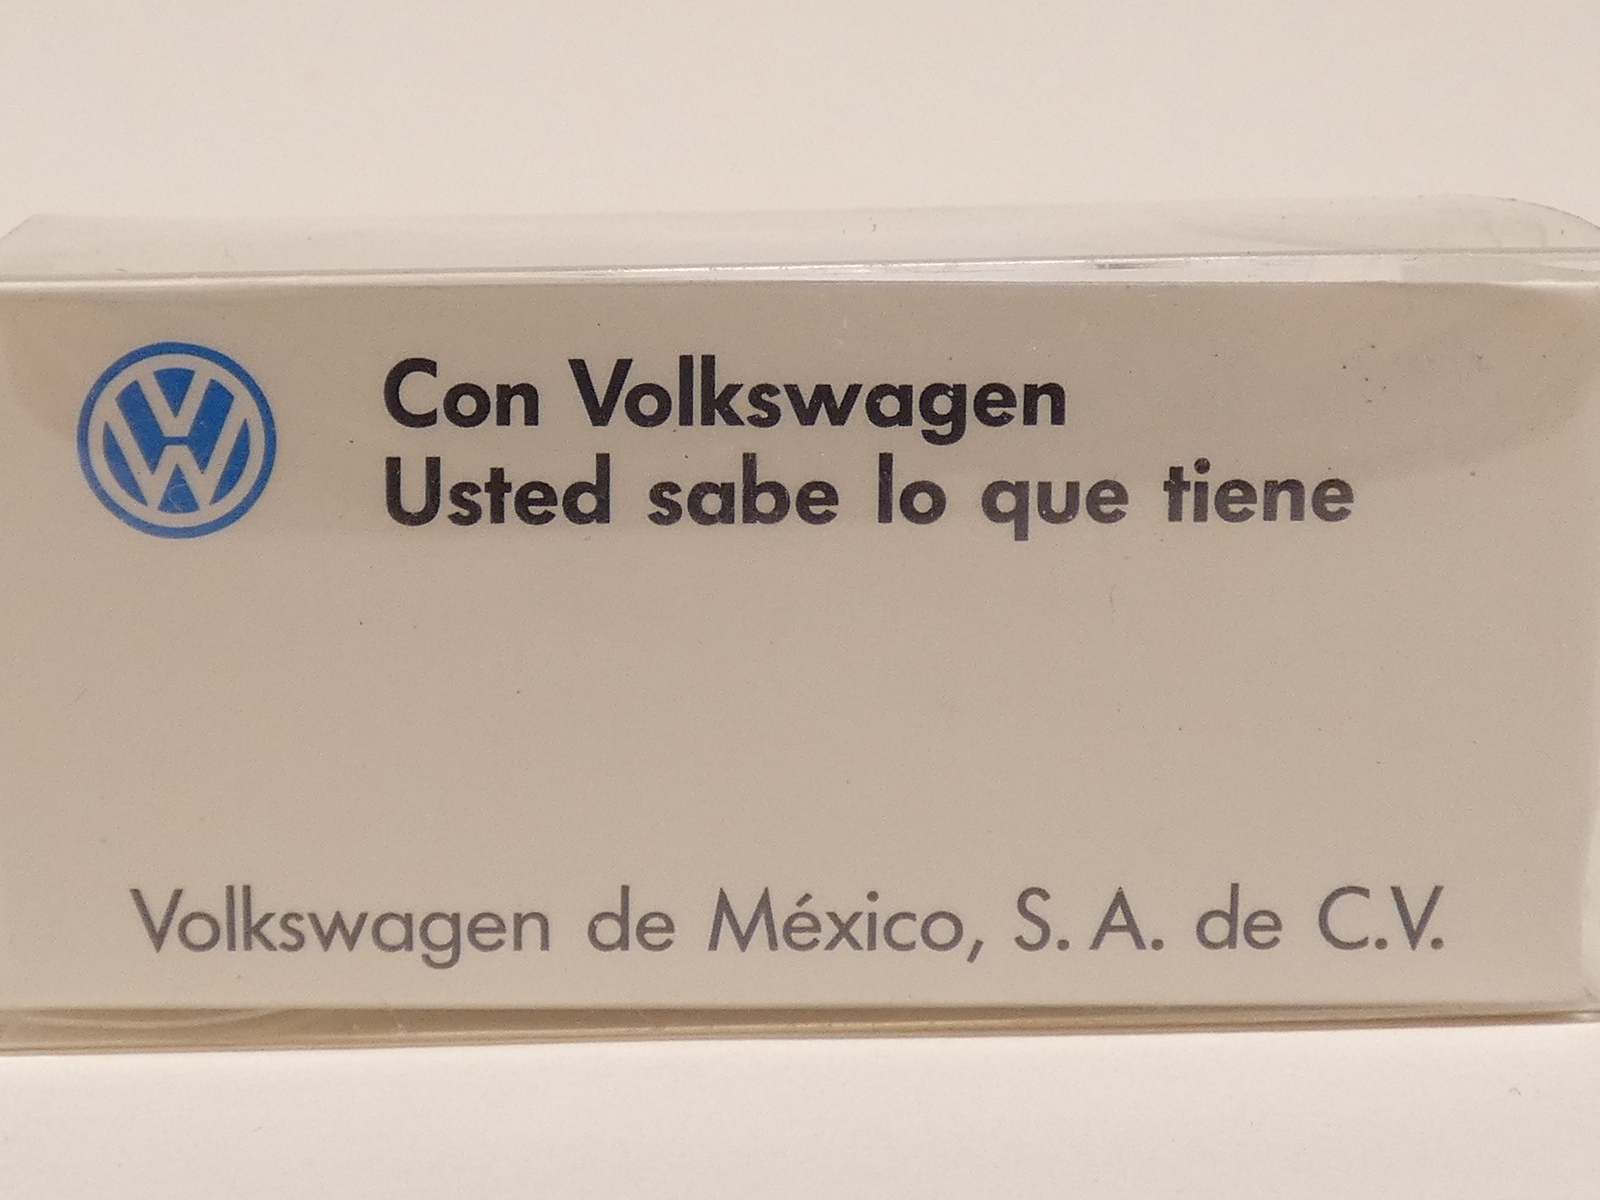 Con Volkswagen
Usted sabe lo que tiene
Volkswagen de México, S. A. de C.V.